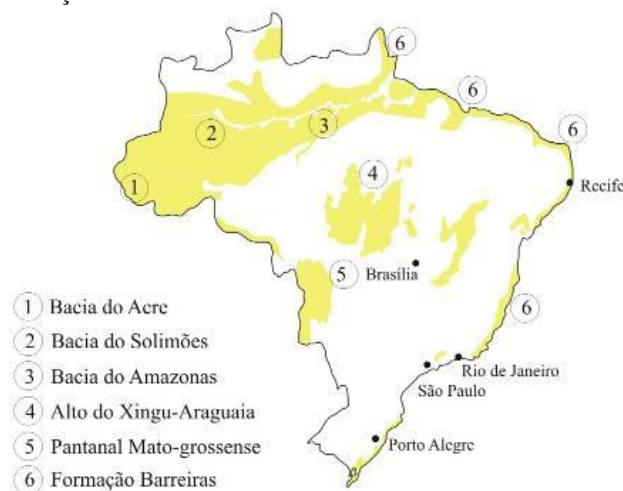 6
6
6
2
3
1
4
Recife
5
Brasília
6
1 Bacia do Acre
2 Bacia do Solimões
3 Bacia do Amazonas
4 Alto do Xingu-Araguaia
5 Pantanal Mato-grossense
6 Formação Barreiras
Rio de Janeiro
São Paulo
Porto Alegre